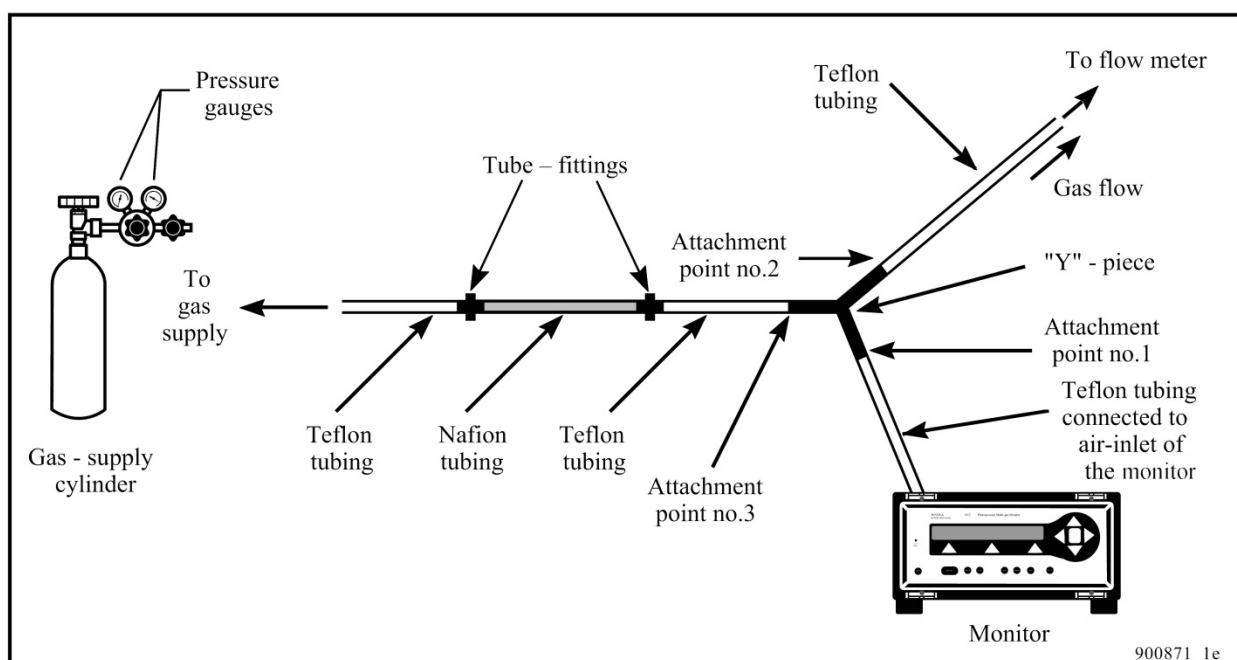 Pressure
gauges
Teflon
tubing
To flow meter
Gas flow
Tube – fittings
Attachment
point no.2
"Y" - piece
To
gas
supply
Attachment
point no.1
Teflon tubing
connected to
air-inlet of
the monitor
Teflon
tubing
Nafion
tubing
Teflon
tubing
Attachment
point no.3
Gas - supply
cylinder
Monitor
900871_1e